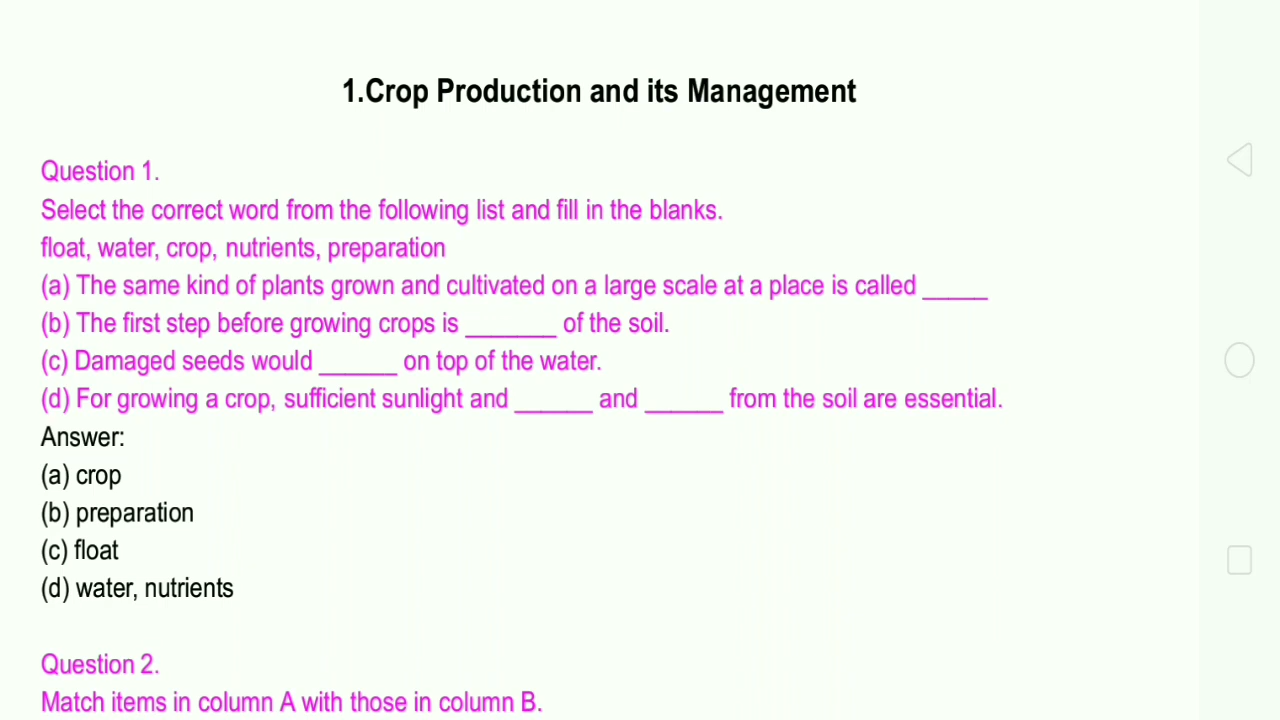 1.Crop Production and its Management
Question 1.
Select the correct word from the following list and fill in the blanks.
float, water, crop, nutrients, preparation
(a) The same kind of plants grown and cultivated on a large scale at a place is called _____
(b) The first step before growing crops is _______ of the soil.
(c) Damaged seeds would ______ on top of the water.
(d) For growing a crop, sufficient sunlight and ______ and ______ from the soil are essential.
Answer:
(a) crop
(b) preparation
(c) float
(d) water, nutrients
Question 2.
Match items in column A with those in column B.